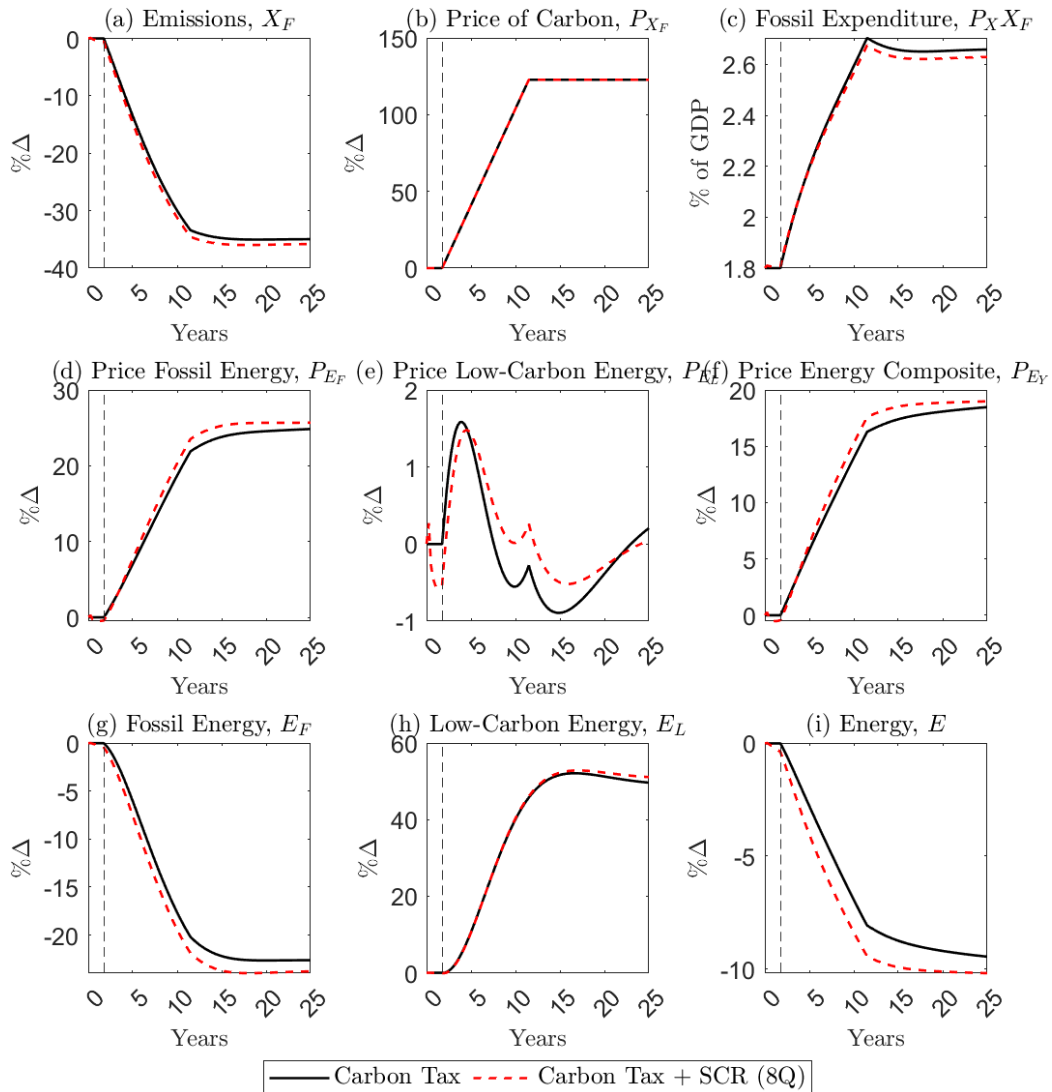 (a) Emissions, X_F
(b) Price of Carbon, P_{X_F}
(c) Fossil Expenditure, P_X X_F
0
-10
-20
-30
-40
%Δ
0 5 10 15 20 25
Years
150
100
50
0
%Δ
0 5 10 15 20 25
Years
2.6
2.4
2.2
2
1.8
% of GDP
0 5 10 15 20 25
Years
(d) Price Fossil Energy, P_{E_F}
(e) Price Low-Carbon Energy, P_{E_L}
(f) Price Energy Composite, P_{E_Y}
30
20
10
0
%Δ
0 5 10 15 20 25
Years
2
1
0
-1
%Δ
0 5 10 15 20 25
Years
20
15
10
5
0
%Δ
0 5 10 15 20 25
Years
(g) Fossil Energy, E_F
(h) Low-Carbon Energy, E_L
(i) Energy, E
0
-5
-10
-15
-20
%Δ
0 5 10 15 20 25
Years
60
40
20
0
%Δ
0 5 10 15 20 25
Years
0
-5
-10
%Δ
0 5 10 15 20 25
Years
Carbon Tax
Carbon Tax + SCR (8Q)